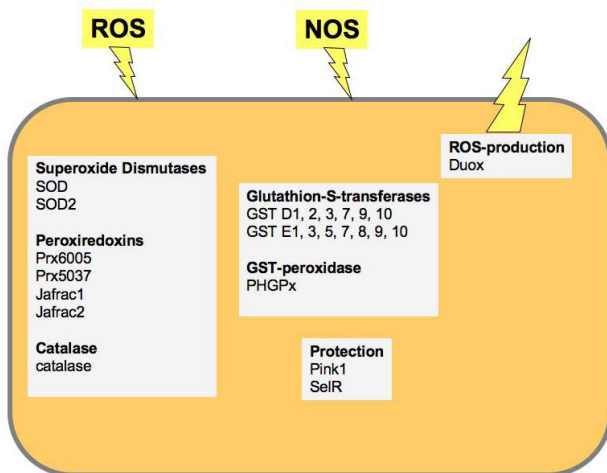 ROS
NOS
ROS-production
Duox
Superoxide Dismutases
SOD
SOD2
Peroxiredoxins
Prx6005
Prx5037
Jafrac1
Jafrac2
Catalase
catalase
Glutathion-S-transferases
GST D1, 2, 3, 7, 9, 10
GST E1, 3, 5, 7, 8, 9, 10
GST-peroxidase
PHGPx
Protection
Pink1
SelR